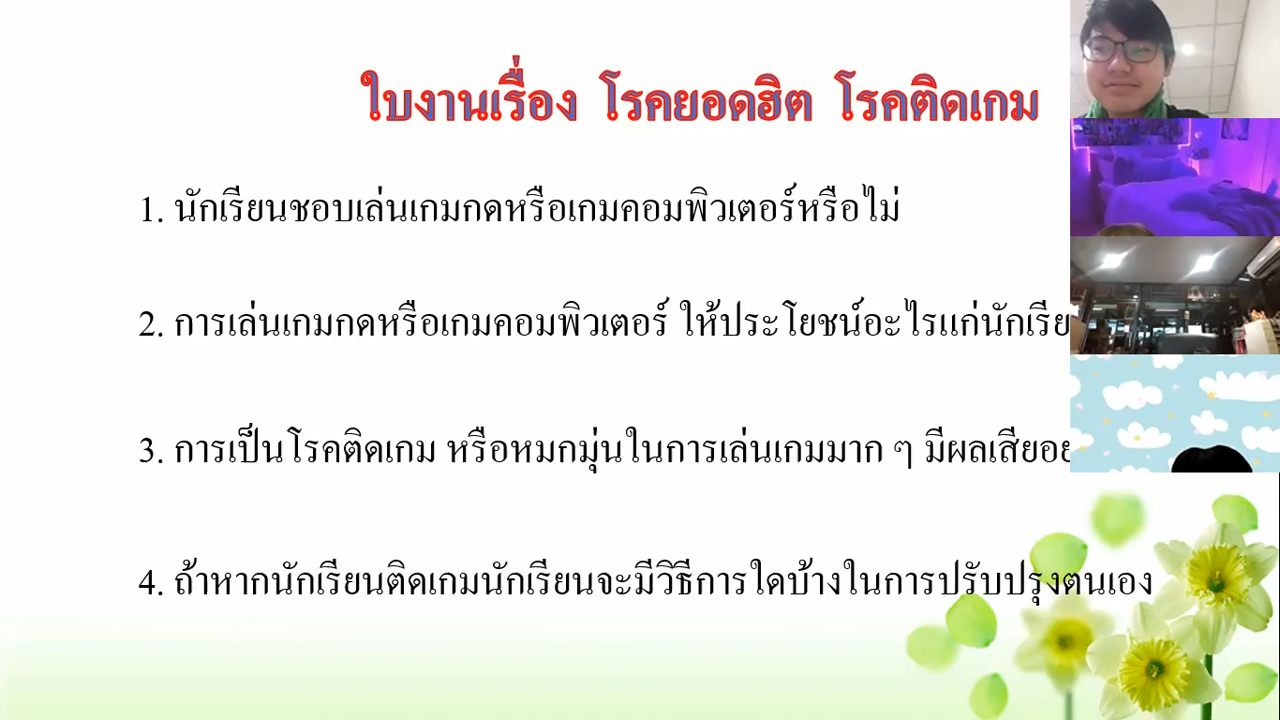 ใบงานเรื่อง โรคยอดฮิต โรคติดเกม
1. นักเรียนชอบเล่นเกมกดหรือเกมคอมพิวเตอร์หรือไม่
2. การเล่นเกมกดหรือเกมคอมพิวเตอร์ ให้ประโยชน์อะไรแก่
3. การเป็นโรคติดเกม หรือหมกมุ่นในการเล่นเกมมาก ๆ มีผลเสีย
4. ถ้าหากนักเรียนติดเกมนักเรียนจะมีวิธีการใดบ้างในการปรับปรุงตนเอง